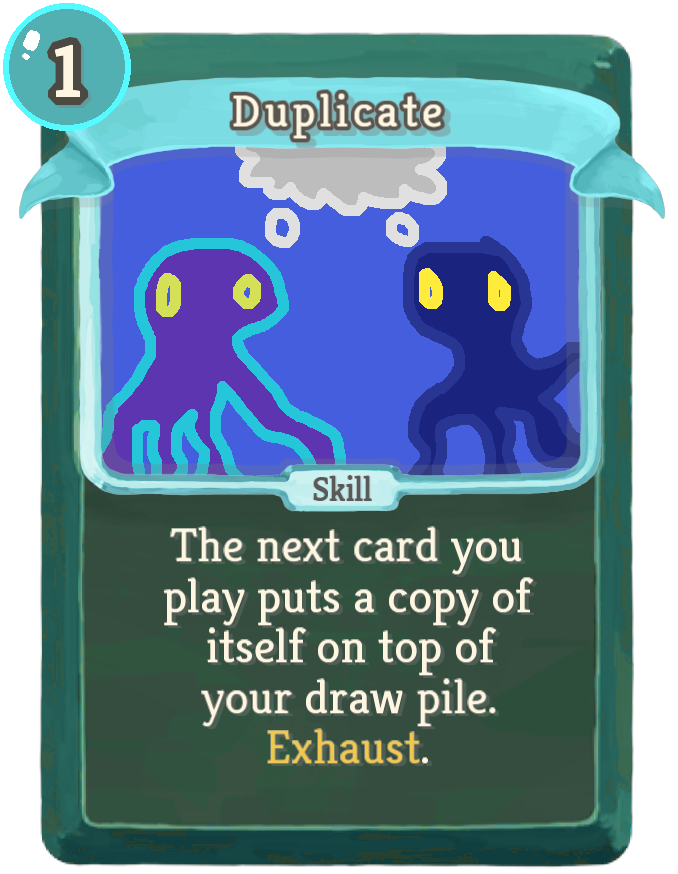 1
Duplicate
Skill
The next card you
play puts a copy of
itself on top of
your draw pile.
Exhaust.